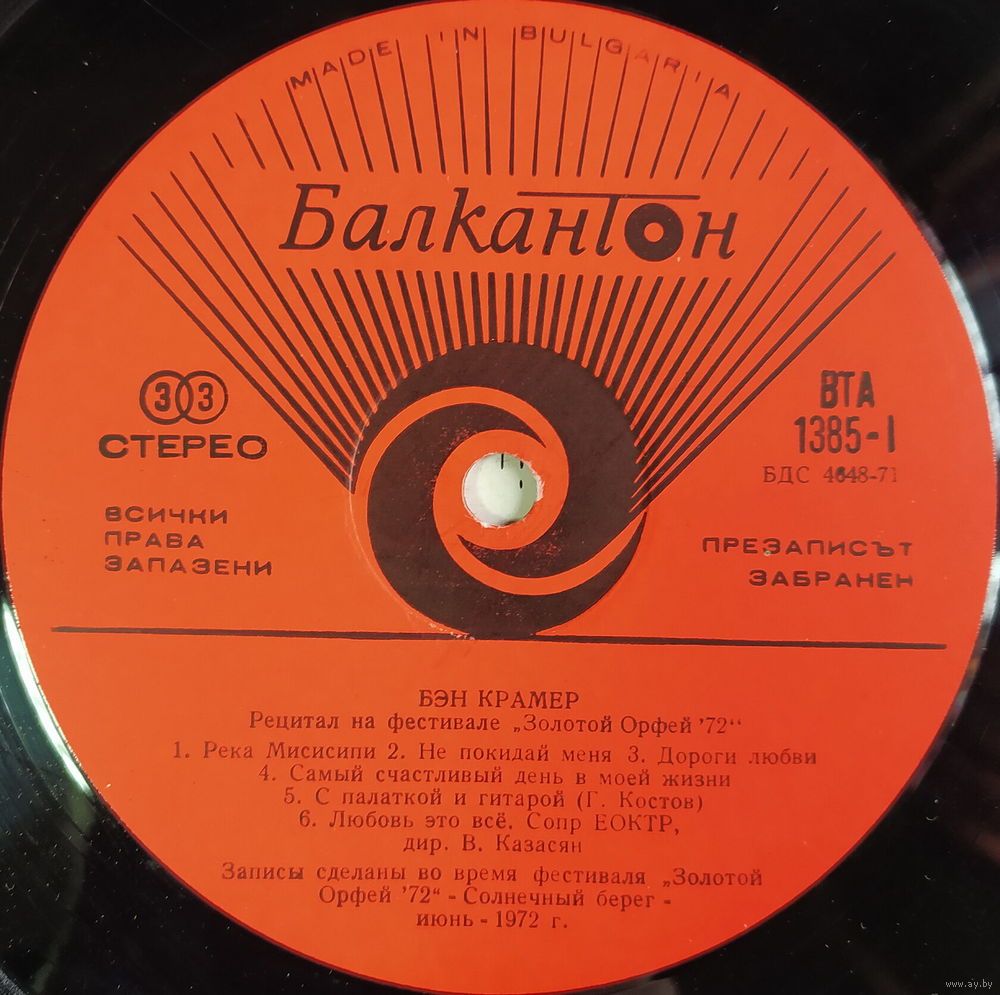 MADE IN BULGARIA
Балкантон
33
СТЕРЕО
ВСИЧКИ
ПРАВА
ЗАПАЗЕНИ
ВТА
1385-I
БДС 4648-71
ПРЕЗАПИСЪТ
ЗАБРАНЕН
БЭН КРАМЕР
Рецитал на фестивале „Золотой Орфей '72“
1. Река Мисисипи 2. Не покидай меня 3. Дороги любви
4. Самый счастливый день в моей жизни
5. С палаткой и гитарой (Г. Костов)
6. Любовь это всё. Сопр ЕОКТР,
дир. В. Казасян
Записы сделаны во время фестиваля „Золотой
Орфей '72“ - Солнечный берег -
июнь - 1972 г.
www.ay.by